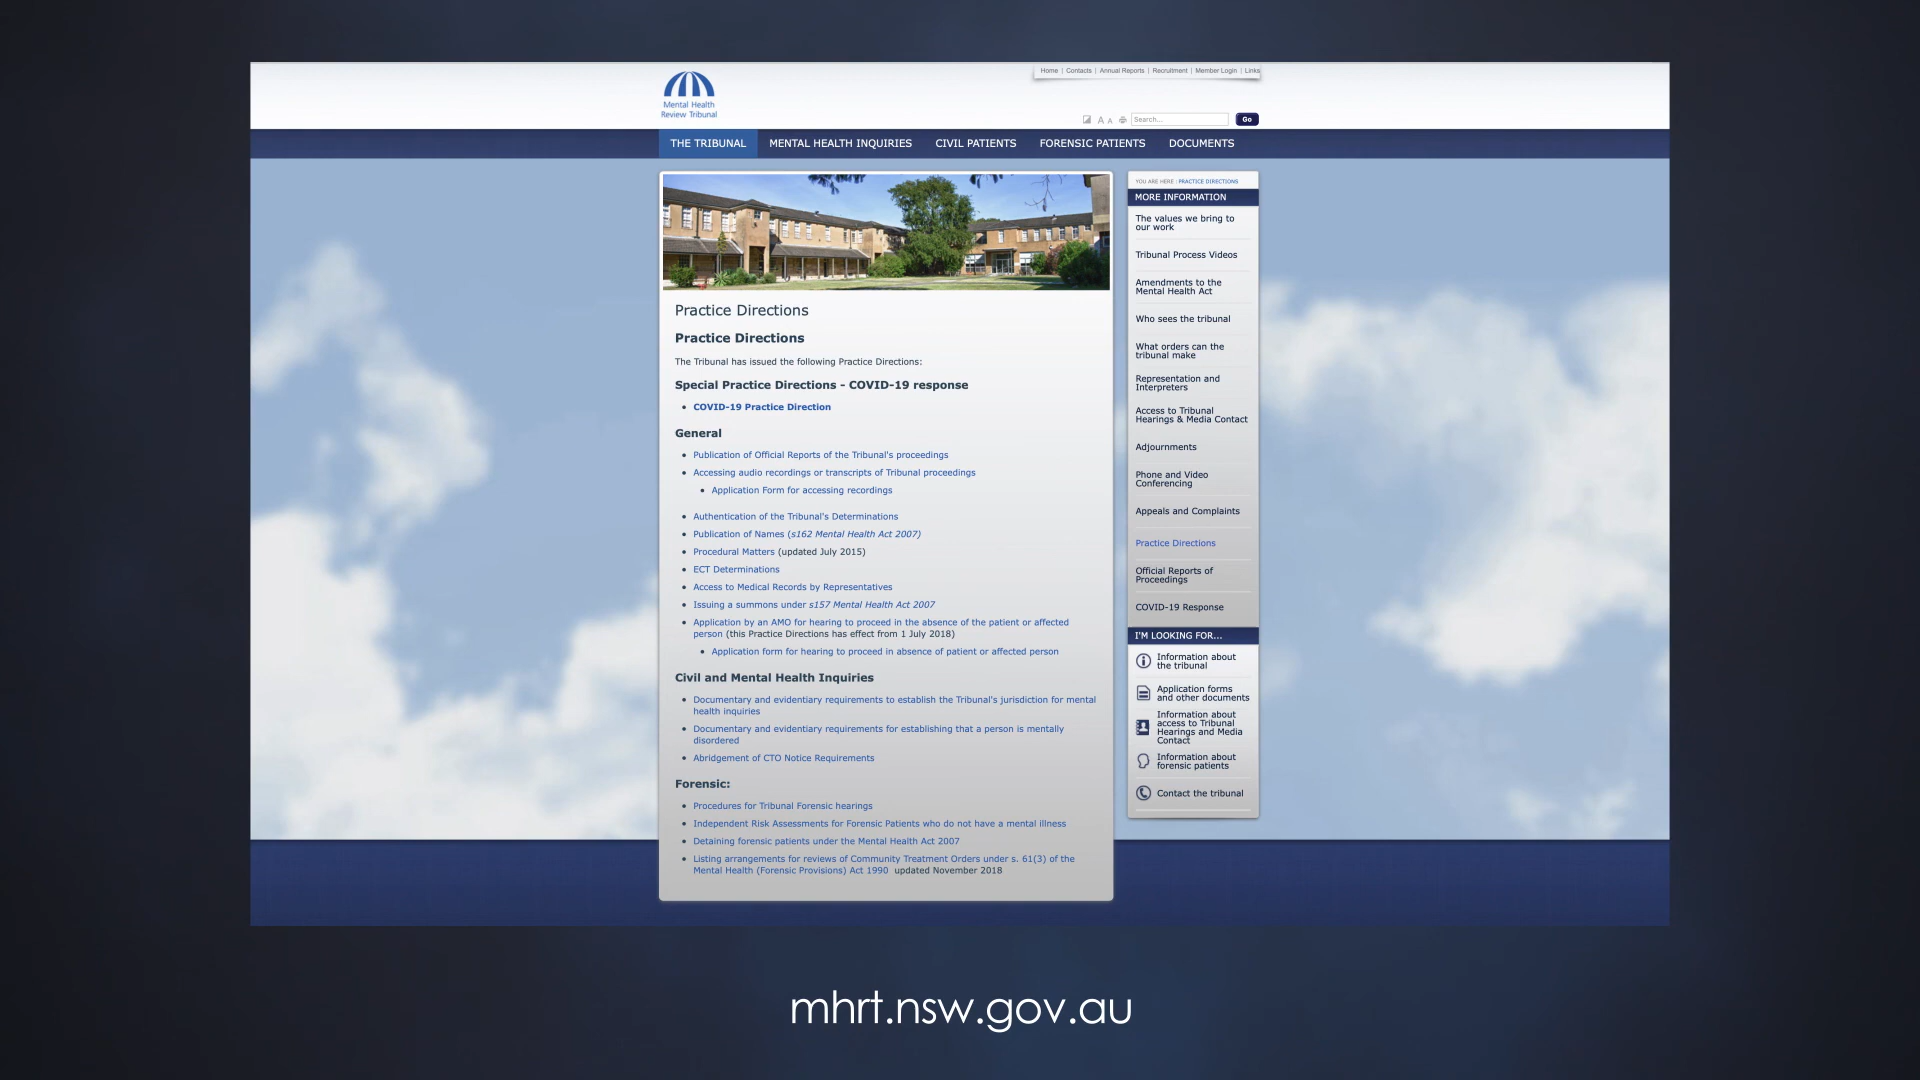 Home | Contacts | Annual Reports | Recruitment | Member Login | Links
Mental Health
Review Tribunal
A A
Search...
Go
THE TRIBUNAL
MENTAL HEALTH INQUIRIES
CIVIL PATIENTS
FORENSIC PATIENTS
DOCUMENTS
Practice Directions
Practice Directions
The Tribunal has issued the following Practice Directions:
Special Practice Directions - COVID-19 response
• COVID-19 Practice Direction
General
• Publication of Official Reports of the Tribunal's proceedings
• Accessing audio recordings or transcripts of Tribunal proceedings
• Application Form for accessing recordings
• Authentication of the Tribunal's Determinations
• Publication of Names (s162 Mental Health Act 2007)
• Procedural Matters (updated July 2015)
• ECT Determinations
• Access to Medical Records by Representatives
• Issuing a summons under s157 Mental Health Act 2007
• Application by an AMO for hearing to proceed in the absence of the patient or affected
person (this Practice Directions has effect from 1 July 2018)
• Application form for hearing to proceed in absence of patient or affected person
Civil and Mental Health Inquiries
• Documentary and evidentiary requirements to establish the Tribunal's jurisdiction for mental
health inquiries
• Documentary and evidentiary requirements for establishing that a person is mentally
disordered
• Abridgement of CTO Notice Requirements
Forensic:
• Procedures for Tribunal Forensic hearings
• Independent Risk Assessments for Forensic Patients who do not have a mental illness
• Detaining forensic patients under the Mental Health Act 2007
• Listing arrangements for reviews of Community Treatment Orders under s. 61(3) of the
Mental Health (Forensic Provisions) Act 1990 updated November 2018
YOU ARE HERE : PRACTICE DIRECTIONS
MORE INFORMATION
The values we bring to
our work
Tribunal Process Videos
Amendments to the
Mental Health Act
Who sees the tribunal
What orders can the
tribunal make
Representation and
Interpreters
Access to Tribunal
Hearings & Media Contact
Adjournments
Phone and Video
Conferencing
Appeals and Complaints
Practice Directions
Official Reports of
Proceedings
COVID-19 Response
I'M LOOKING FOR...
Information about
the tribunal
Application forms
and other documents
Information about
access to Tribunal
Hearings and Media
Contact
Information about
forensic patients
Contact the tribunal
mhrt.nsw.gov.au